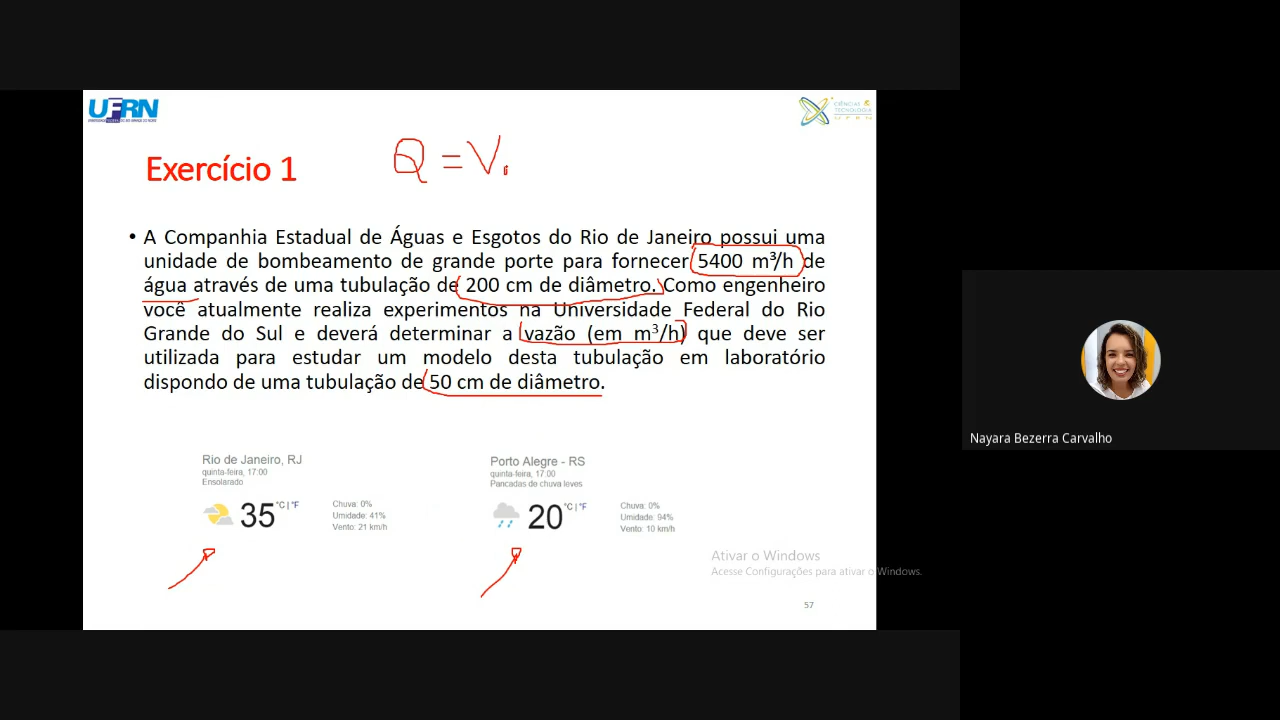 UFRN
CIÊNCIAS &
TECNOLOGIA
UFRN
Q = V.
Exercício 1
• A Companhia Estadual de Águas e Esgotos do Rio de Janeiro possui uma
unidade de bombeamento de grande porte para fornecer 5400 m³/h de
água através de uma tubulação de 200 cm de diâmetro. Como engenheiro
você atualmente realiza experimentos na Universidade Federal do Rio
Grande do Sul e deverá determinar a vazão (em m³/h) que deve ser
utilizada para estudar um modelo desta tubulação em laboratório
dispondo de uma tubulação de 50 cm de diâmetro.
Rio de Janeiro, RJ
quinta-feira, 17:00
Ensolarado
35 °C | °F
Chuva: 0%
Umidade: 41%
Vento: 21 km/h
Porto Alegre - RS
quinta-feira, 17:00
Pancadas de chuva leves
20 °C | °F
Chuva: 0%
Umidade: 94%
Vento: 10 km/h
Ativar o Windows
Acesse Configurações para ativar o Windows.
57
Nayara Bezerra Carvalho